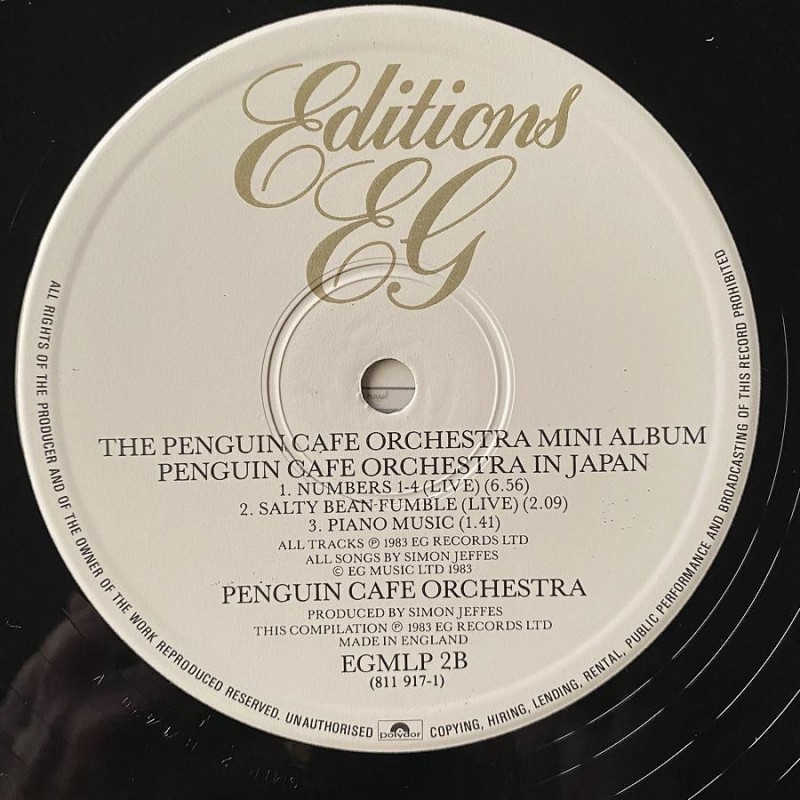 Editions
EG
THE PENGUIN CAFE ORCHESTRA MINI ALBUM
PENGUIN CAFE ORCHESTRA IN JAPAN
1. NUMBERS 1-4 (LIVE) (6.56)
2. SALTY BEAN FUMBLE (LIVE) (2.09)
3. PIANO MUSIC (1.41)
ALL TRACKS ℗ 1983 EG RECORDS LTD
ALL SONGS BY SIMON JEFFES
© EG MUSIC LTD 1983
PENGUIN CAFE ORCHESTRA
PRODUCED BY SIMON JEFFES
THIS COMPILATION ℗ 1983 EG RECORDS LTD
MADE IN ENGLAND
EGMLP 2B
(811 917-1)
ALL RIGHTS OF THE PRODUCER AND OF THE OWNER OF THE WORK REPRODUCED RESERVED. UNAUTHORISED
polydor
COPYING, HIRING, LENDING, RENTAL, PUBLIC PERFORMANCE AND BROADCASTING OF THIS RECORD PROHIBITED